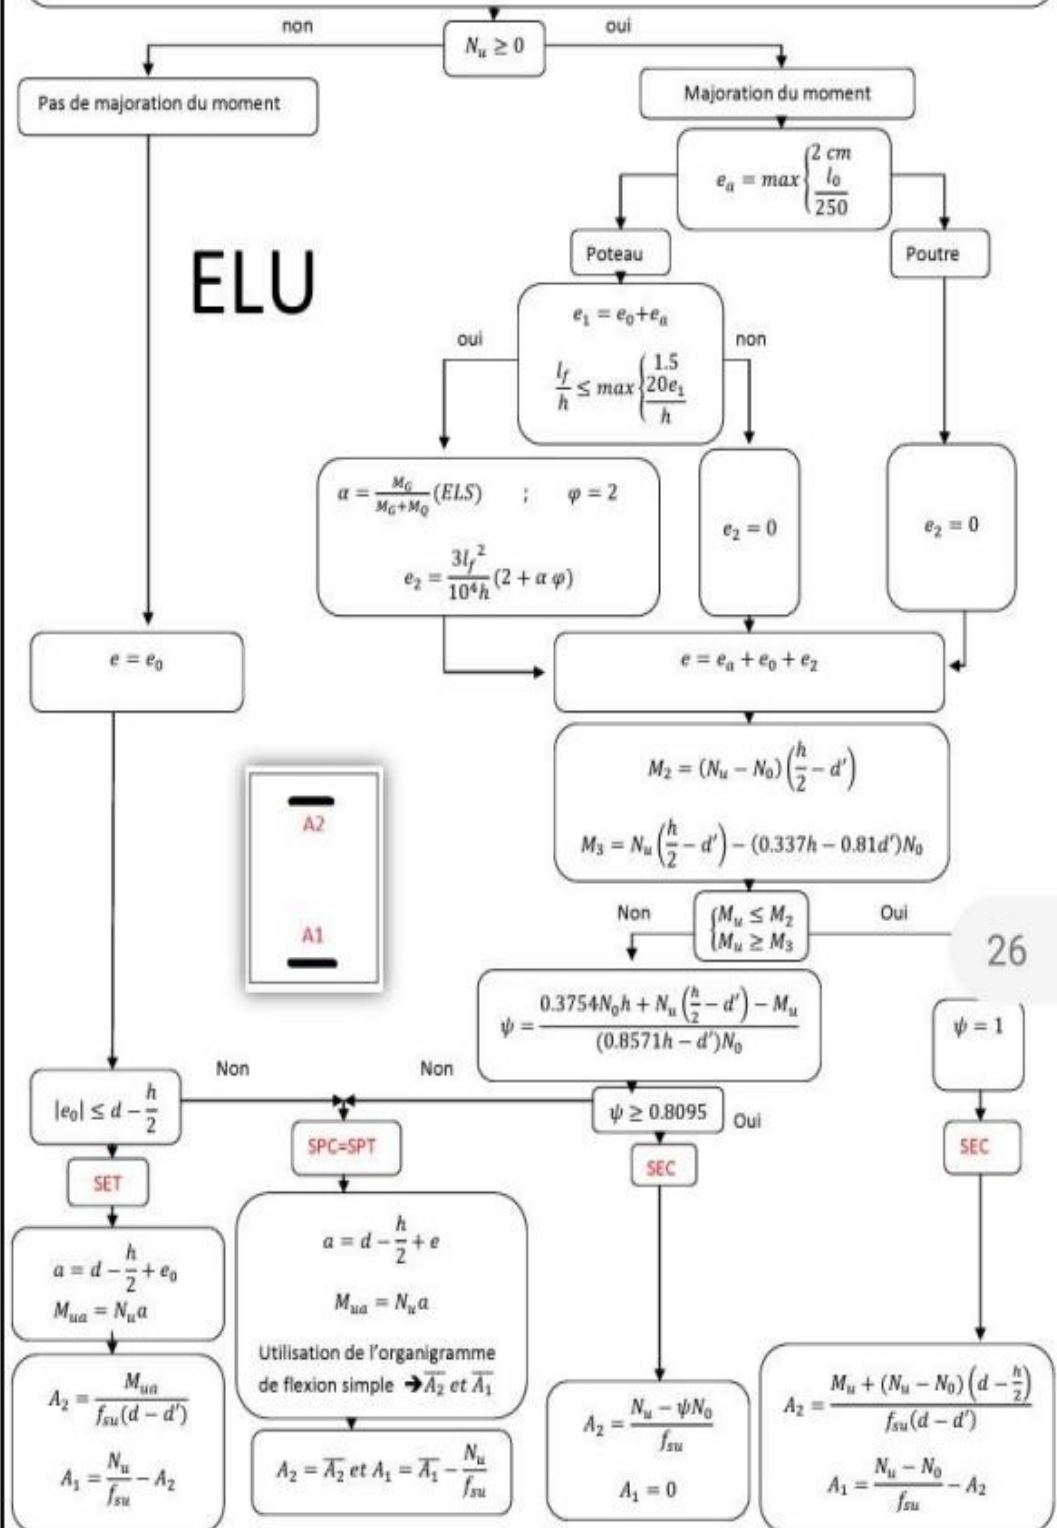 non
oui
N_u ≥ 0
Pas de majoration du moment
Majoration du moment
e_a = max { 2 cm ; l_0/250
Poteau
Poutre
ELU
e_1 = e_0+e_a
oui
non
l_f/h ≤ max { 1.5 ; 20e_1/h
α = M_G/(M_G+M_Q) (ELS) ; φ = 2
e_2 = 3l_f²/(10⁴h) (2 + α φ)
e_2 = 0
e_2 = 0
e = e_0
e = e_a + e_0 + e_2
M_2 = (N_u − N_0)(h/2 − d′)
M_3 = N_u(h/2 − d′) − (0.337h − 0.81d′)N_0
A2
A1
Non
{ M_u ≤ M_2
Oui
{ M_u ≥ M_3
26
ψ = (0.3754N_0h + N_u(h/2 − d′) − M_u)/((0.8571h − d′)N_0)
ψ = 1
Non
Non
|e_0| ≤ d − h/2
ψ ≥ 0.8095
Oui
SPC=SPT
SEC
SEC
SET
a = d − h/2 + e_0
M_ua = N_u a
a = d − h/2 + e
M_ua = N_u a
Utilisation de l'organigramme
de flexion simple ➔ A̅_2 et A̅_1
A_2 = M_ua/(f_su(d − d′))
A_1 = N_u/f_su − A_2
A_2 = A̅_2 et A_1 = A̅_1 − N_u/f_su
A_2 = (N_u − ψN_0)/f_su
A_1 = 0
A_2 = (M_u + (N_u − N_0)(d − h/2))/(f_su(d − d′))
A_1 = (N_u − N_0)/f_su − A_2